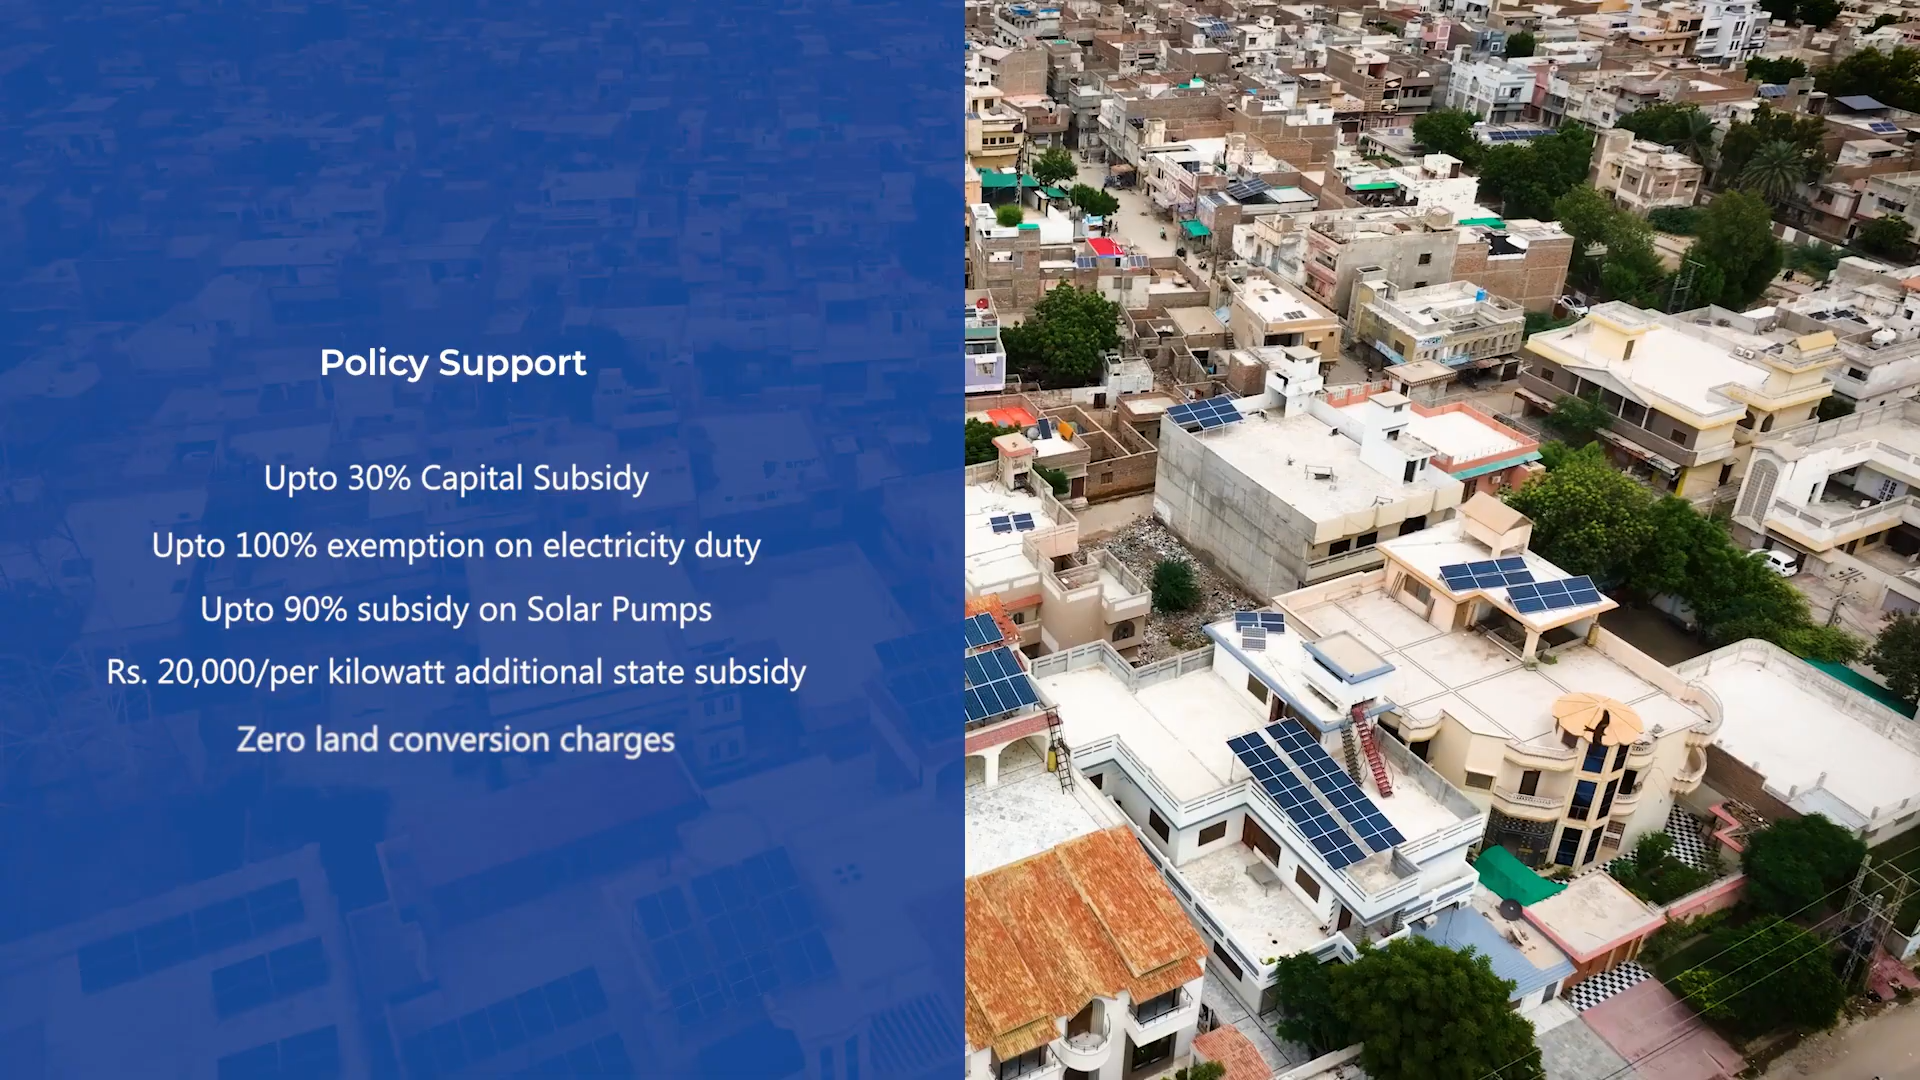 Policy Support
Upto 30% Capital Subsidy
Upto 100% exemption on electricity duty
Upto 90% subsidy on Solar Pumps
Rs. 20,000/per kilowatt additional state subsidy
Zero land conversion charges